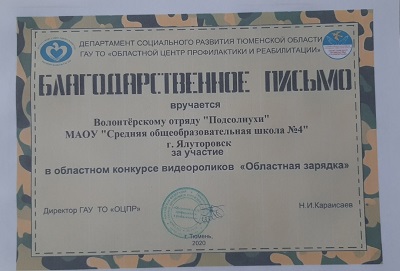 ДЕПАРТАМЕНТ СОЦИАЛЬНОГО РАЗВИТИЯ ТЮМЕНСКОЙ ОБЛАСТИ
ГАУ ТО «ОБЛАСТНОЙ ЦЕНТР ПРОФИЛАКТИКИ И РЕАБИЛИТАЦИИ»
БЛАГОДАРСТВЕННОЕ ПИСЬМО
вручается
Волонтёрскому отряду "Подсолнухи"
МАОУ "Средняя общеобразовательная школа №4"
г. Ялуторовск
за участие
в областном конкурсе видеороликов «Областная зарядка»
Директор ГАУ ТО «ОЦПР»
Н.И.Караисаев
г. Тюмень,
2020